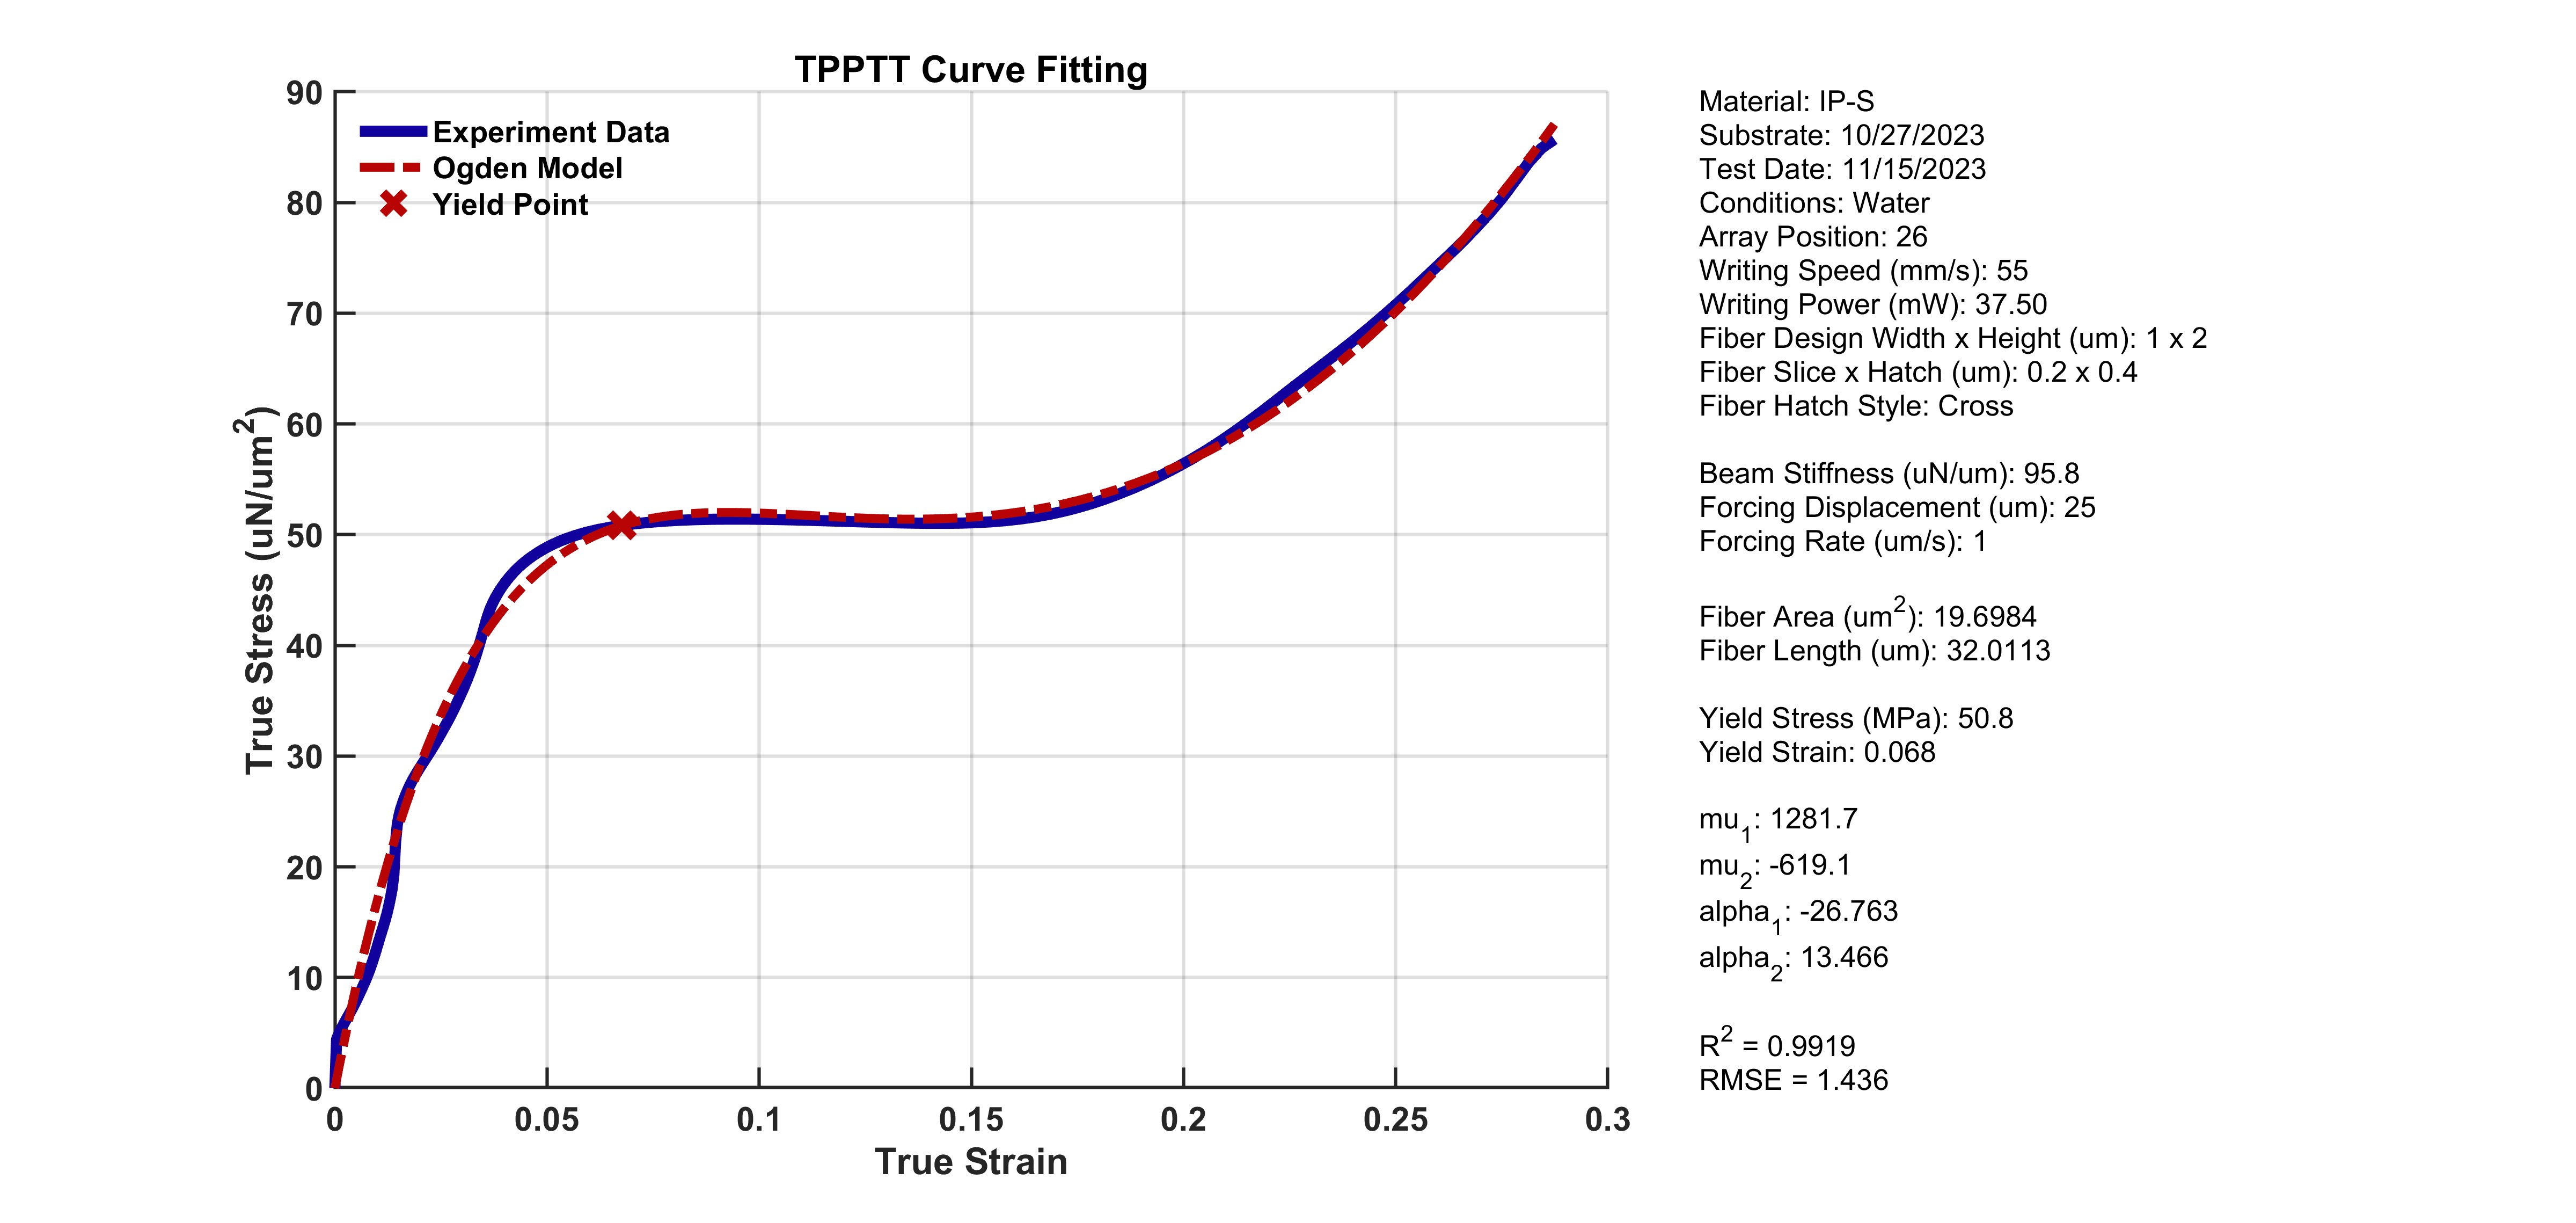 TPPTT Curve Fitting
90
80
70
60
50
40
30
20
10
0
True Stress (uN/um²)
Experiment Data
Ogden Model
Yield Point
0 0.05 0.1 0.15 0.2 0.25 0.3
True Strain
Material: IP-S
Substrate: 10/27/2023
Test Date: 11/15/2023
Conditions: Water
Array Position: 26
Writing Speed (mm/s): 55
Writing Power (mW): 37.50
Fiber Design Width x Height (um): 1 x 2
Fiber Slice x Hatch (um): 0.2 x 0.4
Fiber Hatch Style: Cross
Beam Stiffness (uN/um): 95.8
Forcing Displacement (um): 25
Forcing Rate (um/s): 1
Fiber Area (um²): 19.6984
Fiber Length (um): 32.0113
Yield Stress (MPa): 50.8
Yield Strain: 0.068
mu₁: 1281.7
mu₂: -619.1
alpha₁: -26.763
alpha₂: 13.466
R² = 0.9919
RMSE = 1.436